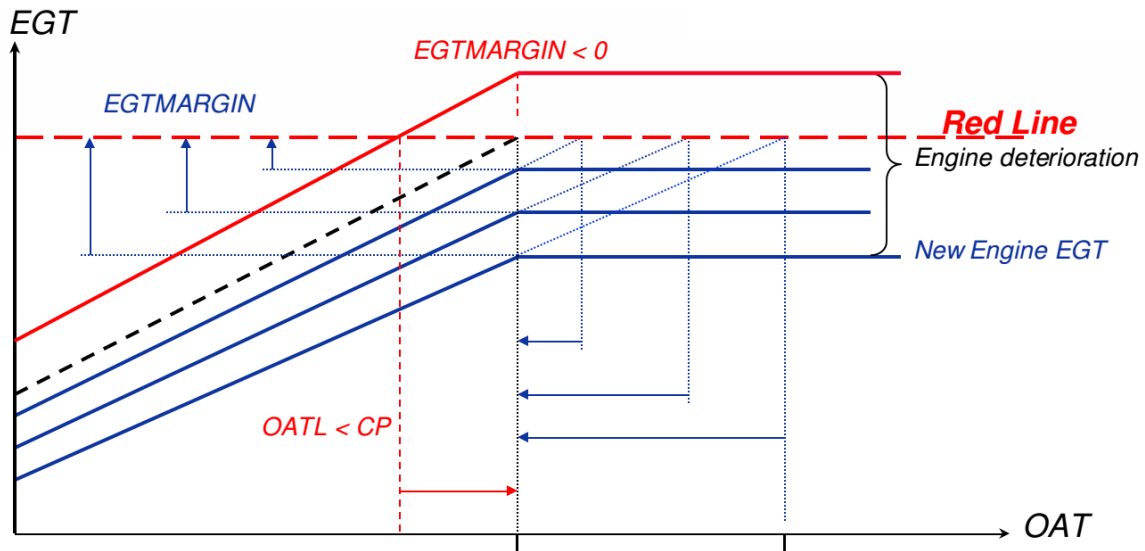 EGT
EGTMARGIN < 0
EGTMARGIN
Red Line
Engine deterioration
New Engine EGT
OATL < CP
OAT